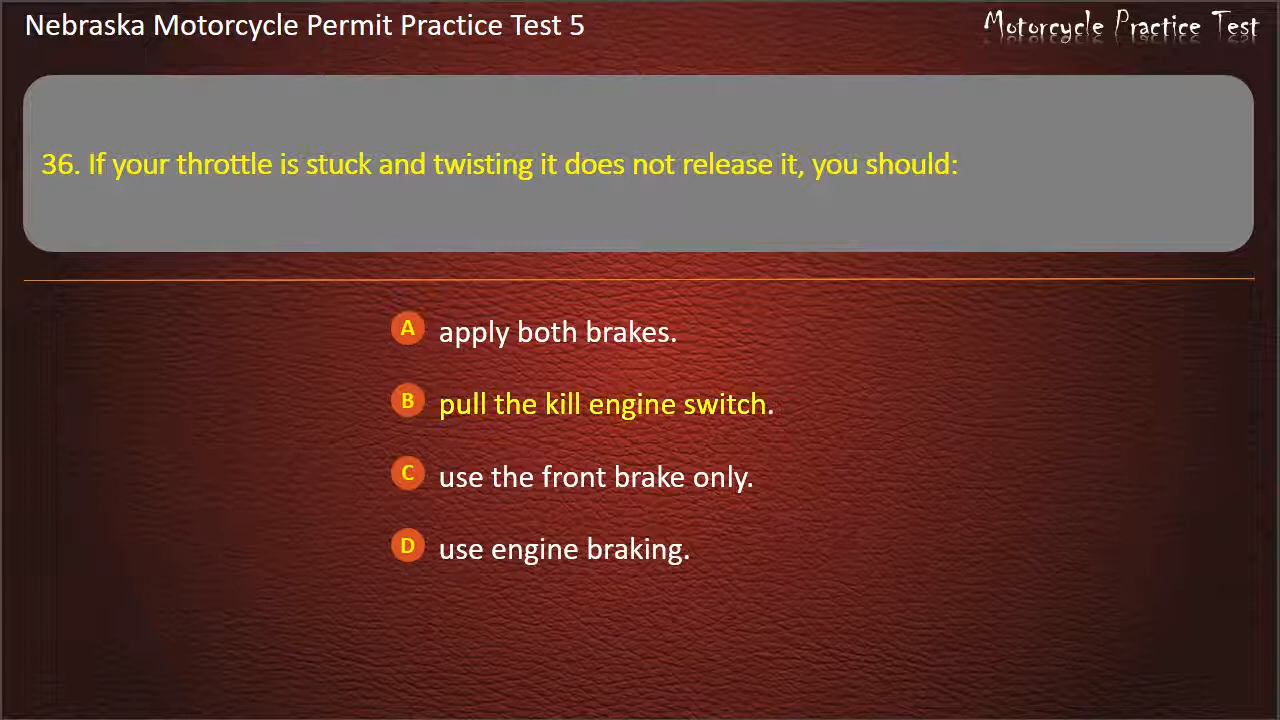 Nebraska Motorcycle Permit Practice Test 5
Motorcycle Practice Test
36. If your throttle is stuck and twisting it does not release it, you should:
A apply both brakes.
B pull the kill engine switch.
C use the front brake only.
D use engine braking.